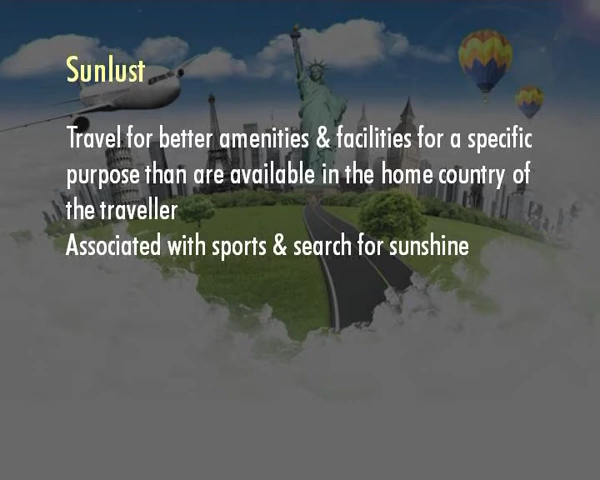 Sunlust
Travel for better amenities & facilities for a specific
purpose than are available in the home country of
the traveller
Associated with sports & search for sunshine